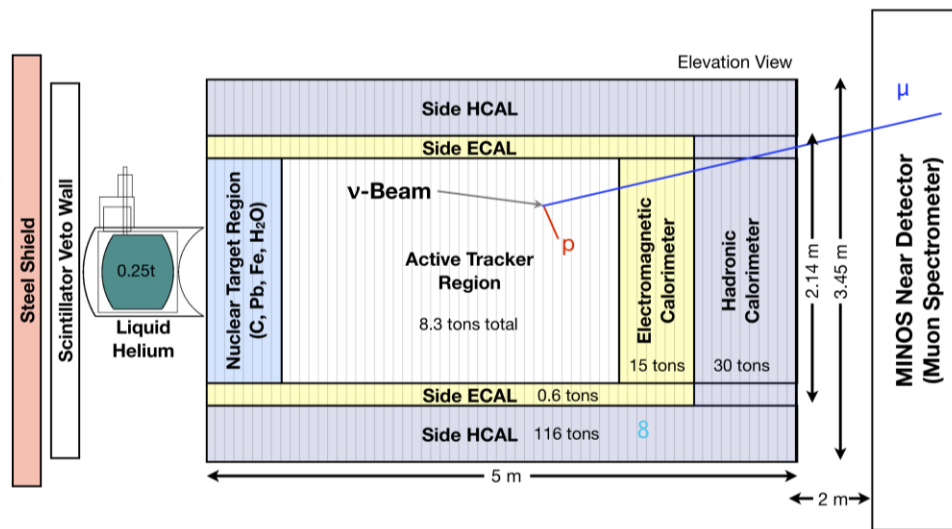 Elevation View
Steel Shield
Scintillator Veto Wall
0.25t
Liquid
Helium
Side HCAL
Side ECAL
Nuclear Target Region
(C, Pb, Fe, H₂O)
ν-Beam
p
μ
Active Tracker
Region
8.3 tons total
Electromagnetic
Calorimeter
15 tons
Hadronic
Calorimeter
30 tons
Side ECAL 0.6 tons
Side HCAL 116 tons 8
2.14 m
3.45 m
5 m
2 m
MINOS Near Detector
(Muon Spectrometer)